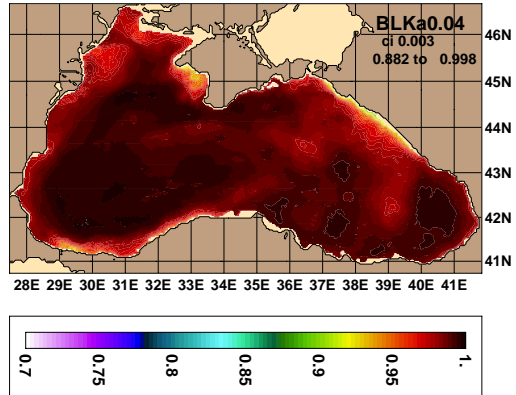 BLKa0.04
ci 0.003
0.882 to 0.998
46N
45N
44N
43N
42N
41N
28E 29E 30E 31E 32E 33E 34E 35E 36E 37E 38E 39E 40E 41E
0.7 0.75 0.8 0.85 0.9 0.95 1.